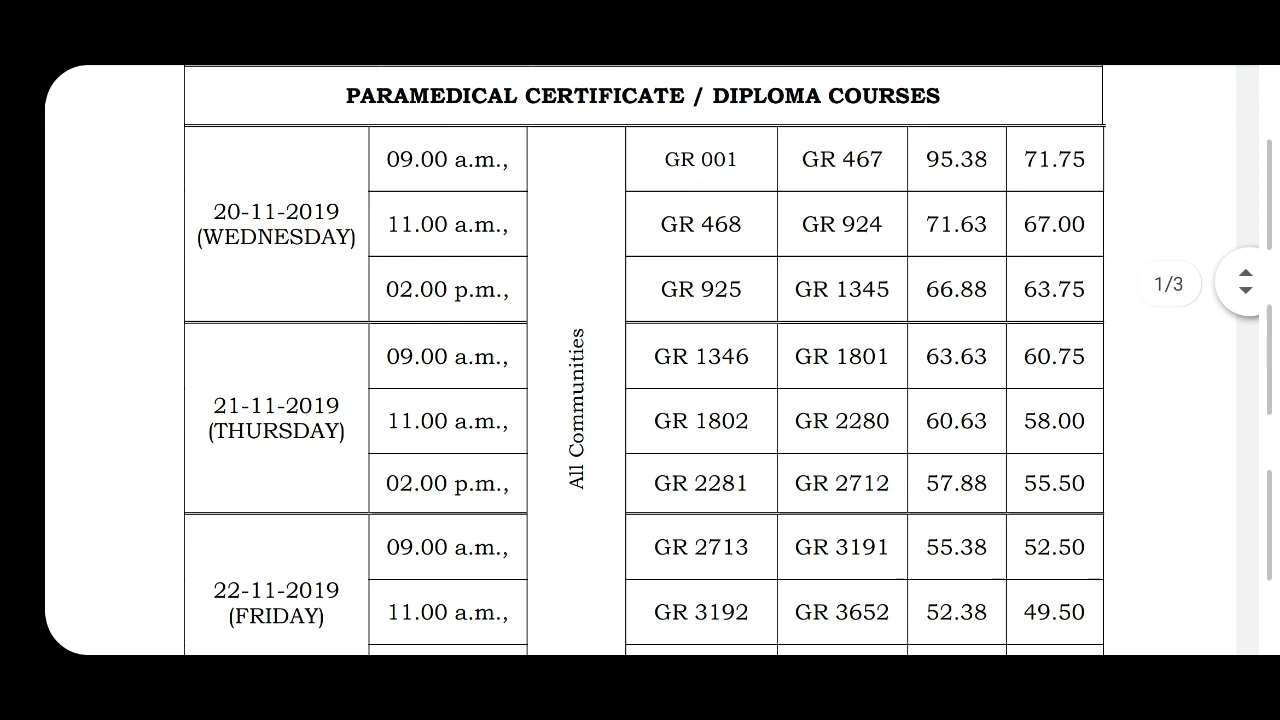 PARAMEDICAL CERTIFICATE / DIPLOMA COURSES
20-11-2019
(WEDNESDAY)
09.00 a.m., GR 001 GR 467 95.38 71.75
11.00 a.m., GR 468 GR 924 71.63 67.00
02.00 p.m., GR 925 GR 1345 66.88 63.75
All Communities
21-11-2019
(THURSDAY)
09.00 a.m., GR 1346 GR 1801 63.63 60.75
11.00 a.m., GR 1802 GR 2280 60.63 58.00
02.00 p.m., GR 2281 GR 2712 57.88 55.50
22-11-2019
(FRIDAY)
09.00 a.m., GR 2713 GR 3191 55.38 52.50
11.00 a.m., GR 3192 GR 3652 52.38 49.50
1/3